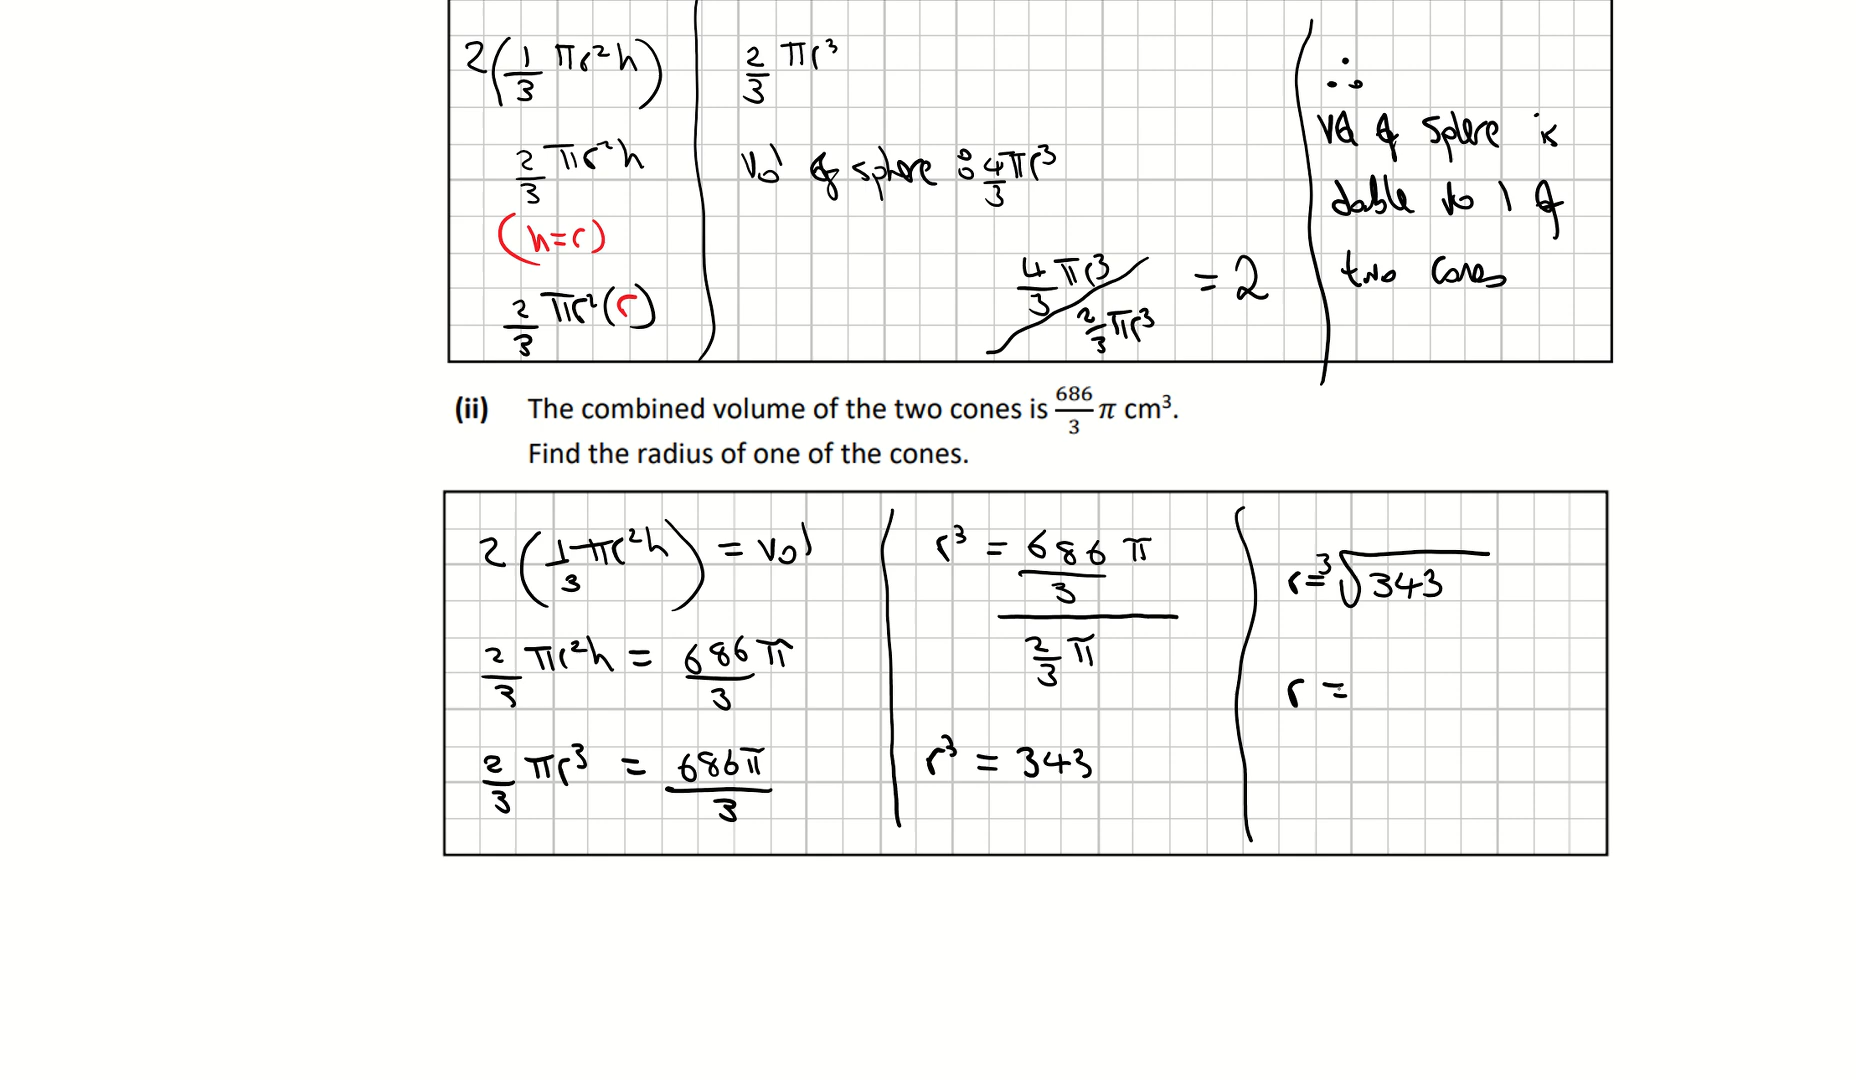 2(1/3 πr²h)
2/3 πr²h
(h=r)
2/3 πr²(r)
2/3 πr³
Vol of sphere : 4/3 πr³
4/3 πr³ / 2/3 πr³ = 2
∴
Vol of sphere is
double vol of
two cones
(ii) The combined volume of the two cones is 686/3 π cm³.
Find the radius of one of the cones.
2(1/3 πr²h) = Vol
2/3 πr²h = 686π/3
2/3 πr³ = 686π/3
r³ = 686/3 π / 2/3 π
r³ = 343
r = ³√343
r =